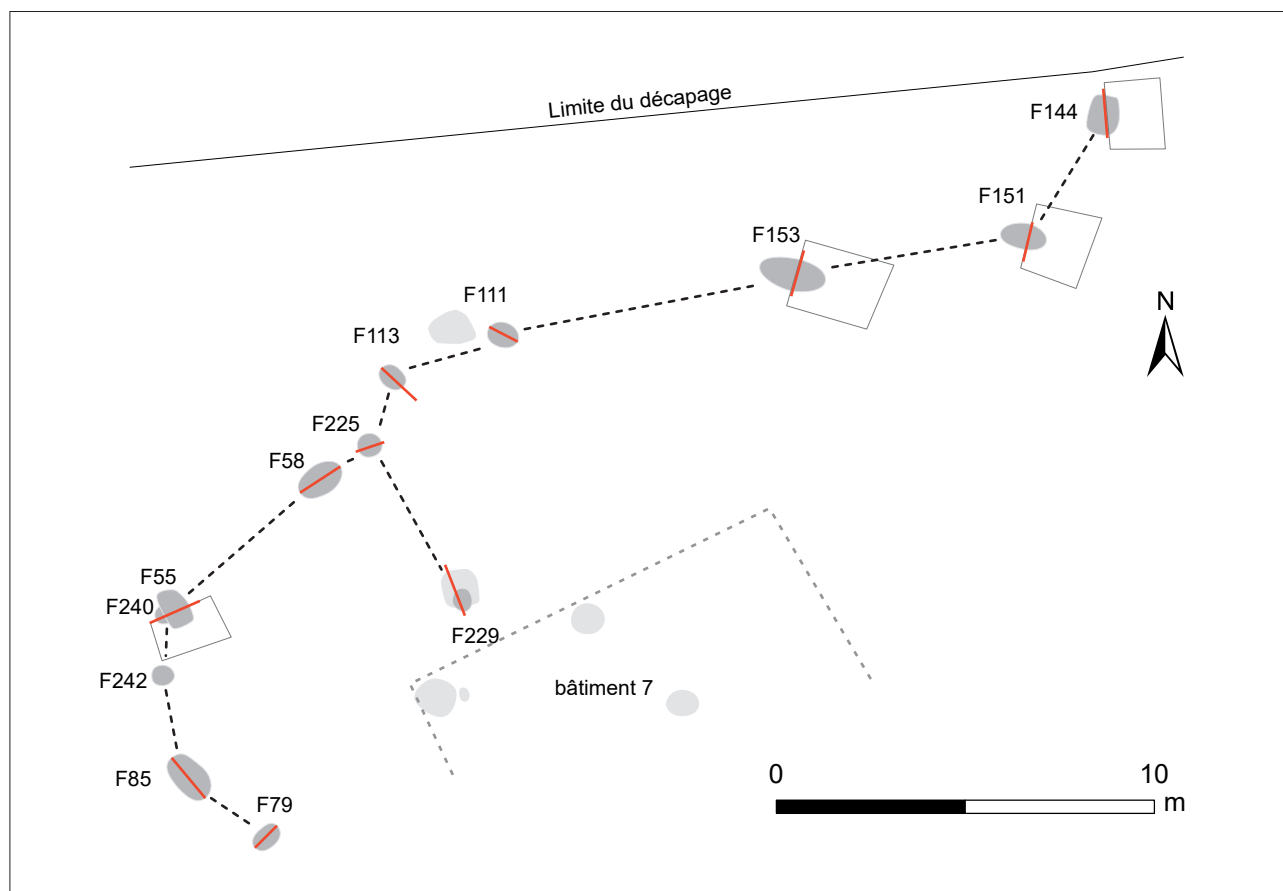 Limite du décapage
F144
F151
F153
F111
F113
F225
F58
F55
F240
F229
F242
bâtiment 7
F85
F79
N
0 10
m